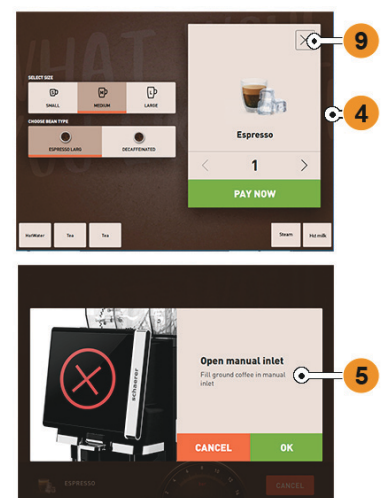 WHAT
9
SELECT SIZE
S M L
SMALL MEDIUM LARGE
4
CHOOSE BEAN TYPE
Espresso
ESPRESSO LARG DECAFFEINATED
1
PAY NOW
HotWater Tea Tea Steam Hot milk
schaerer
Open manual inlet
Fill ground coffee in manual
inlet
5
CANCEL OK
ESPRESSO CANCEL